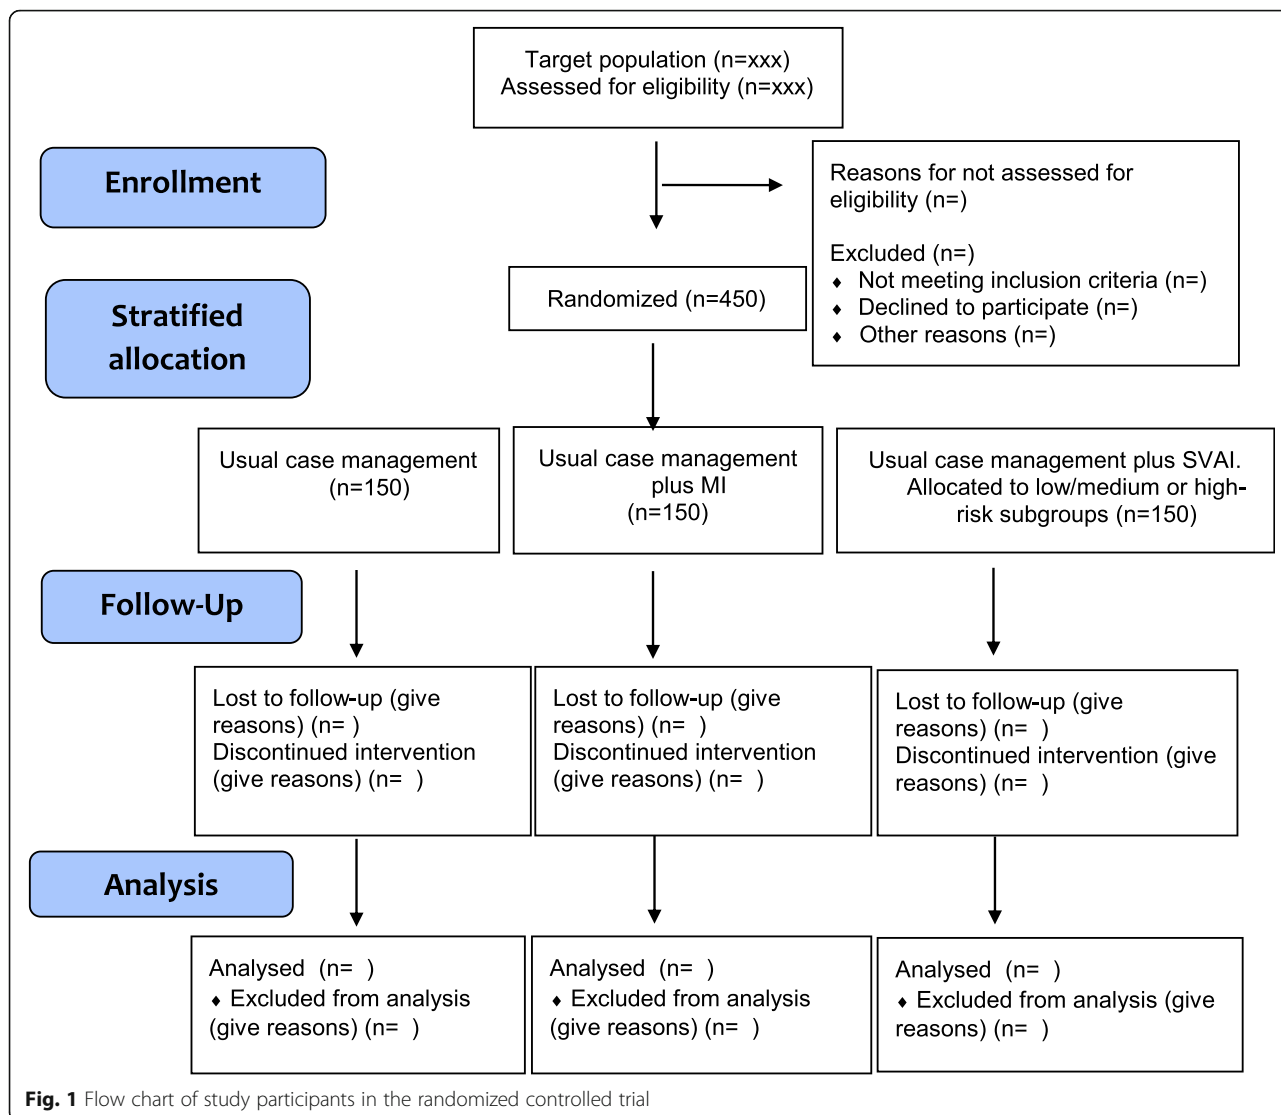 Target population (n=xxx)
Assessed for eligibility (n=xxx)
Enrollment
Reasons for not assessed for
eligibility (n=)
Excluded (n=)
♦ Not meeting inclusion criteria (n=)
♦ Declined to participate (n=)
♦ Other reasons (n=)
Stratified
allocation
Randomized (n=450)
Usual case management
(n=150)
Usual case management
plus MI
(n=150)
Usual case management plus SVAI.
Allocated to low/medium or high-
risk subgroups (n=150)
Follow-Up
Lost to follow-up (give
reasons) (n= )
Discontinued intervention
(give reasons) (n= )
Lost to follow-up (give
reasons) (n= )
Discontinued intervention
(give reasons) (n= )
Lost to follow-up (give
reasons) (n= )
Discontinued intervention (give
reasons) (n= )
Analysis
Analysed (n= )
♦ Excluded from analysis
(give reasons) (n= )
Analysed (n= )
♦ Excluded from analysis
(give reasons) (n= )
Analysed (n= )
♦ Excluded from analysis (give
reasons) (n= )
Fig. 1 Flow chart of study participants in the randomized controlled trial